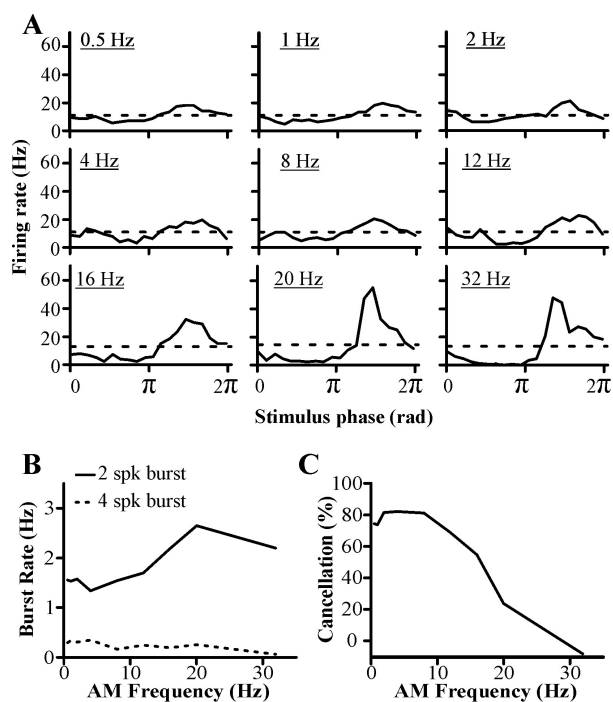 A
0.5 Hz 1 Hz 2 Hz
60
40
20
0
4 Hz 8 Hz 12 Hz
60
40
20
0
Firing rate (Hz)
16 Hz 20 Hz 32 Hz
60
40
20
0
0 π 2π 0 π 2π 0 π 2π
Stimulus phase (rad)
B
2 spk burst
4 spk burst
3
2
1
0
Burst Rate (Hz)
0 10 20 30
AM Frequency (Hz)
C
100
80
60
40
20
0
Cancellation (%)
0 10 20 30
AM Frequency (Hz)